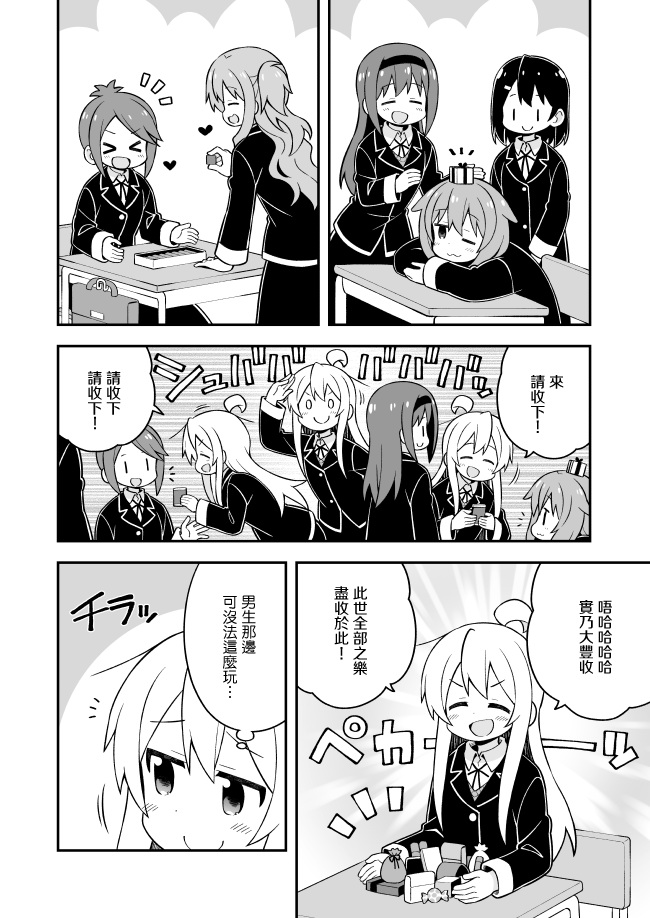 來
請收下！
シュバババババッ
請收下
請收下！
唔哈哈哈哈
實乃大豐收
此世全部之樂
盡收於此！
ペカーーーッ
男生那邊
可沒法這麼玩…
チラッ